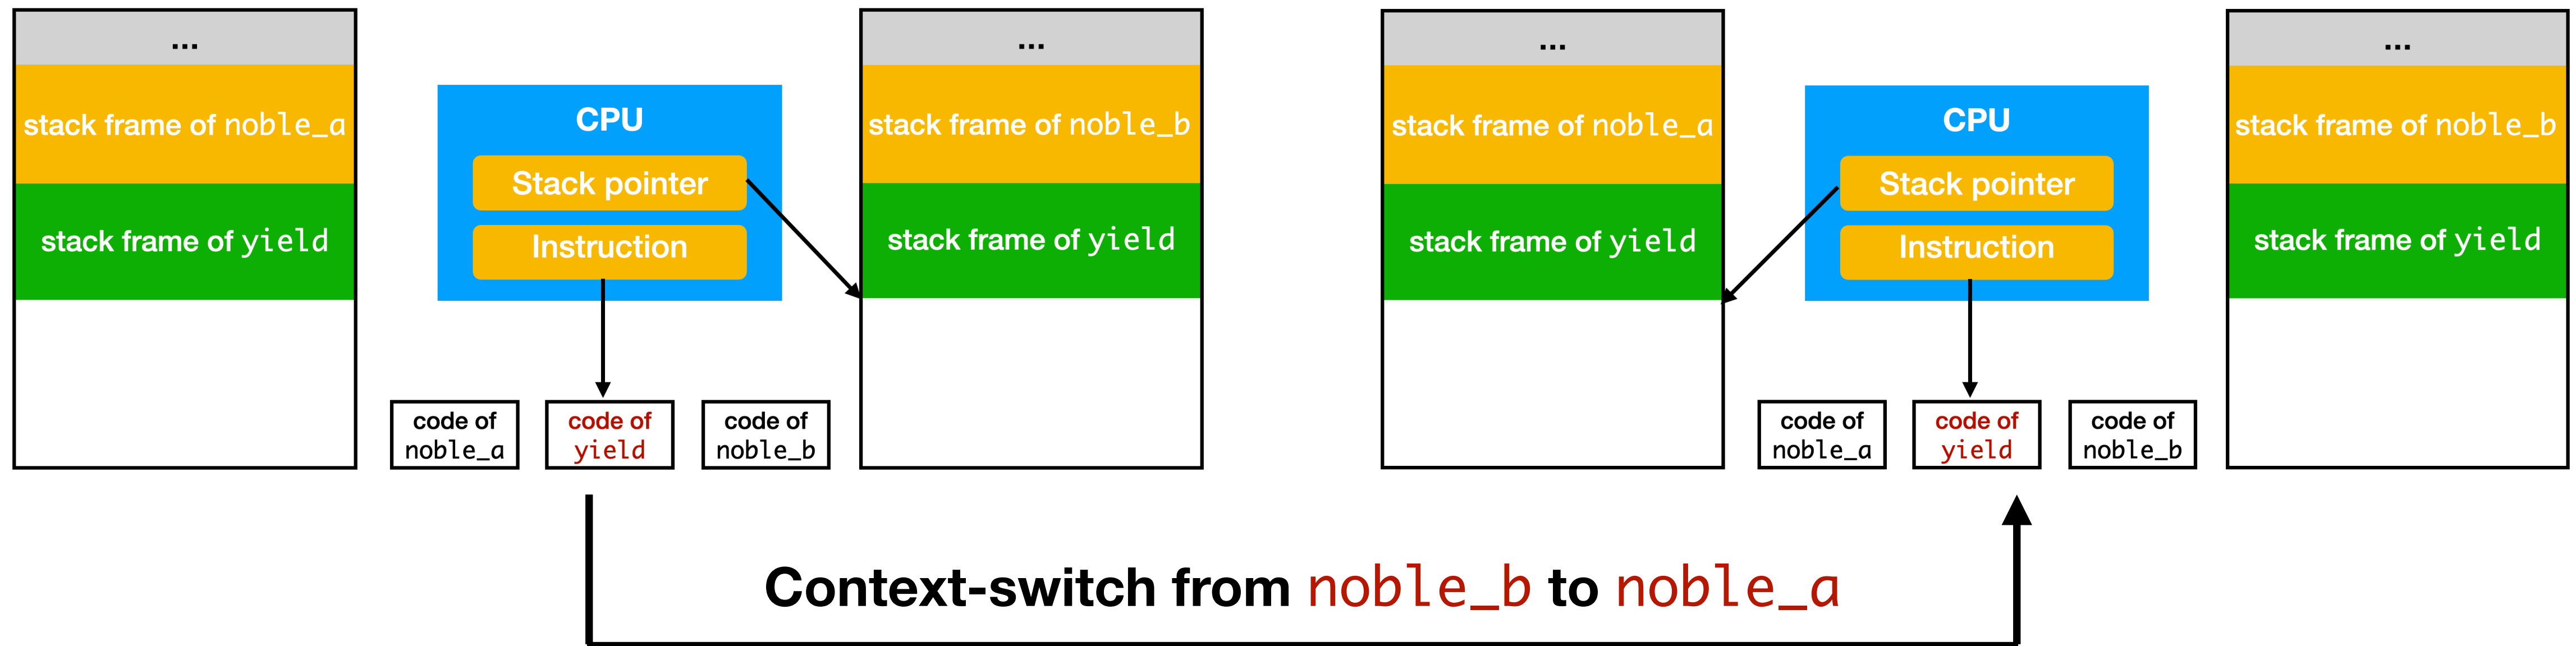 ...
stack frame of noble_a
stack frame of yield
CPU
Stack pointer
Instruction
code of
noble_a
code of
yield
code of
noble_b
...
stack frame of noble_b
stack frame of yield
...
stack frame of noble_a
stack frame of yield
CPU
Stack pointer
Instruction
code of
noble_a
code of
yield
code of
noble_b
...
stack frame of noble_b
stack frame of yield
Context-switch from noble_b to noble_a